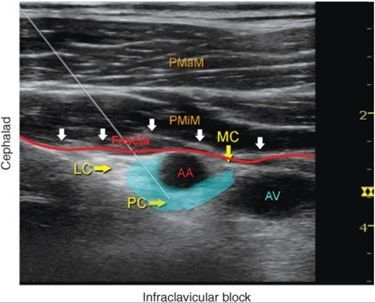 PMaM
2
PMiM
MC
Fascia
LC
AA
PC
AV
4
Cephalad
Infraclavicular block